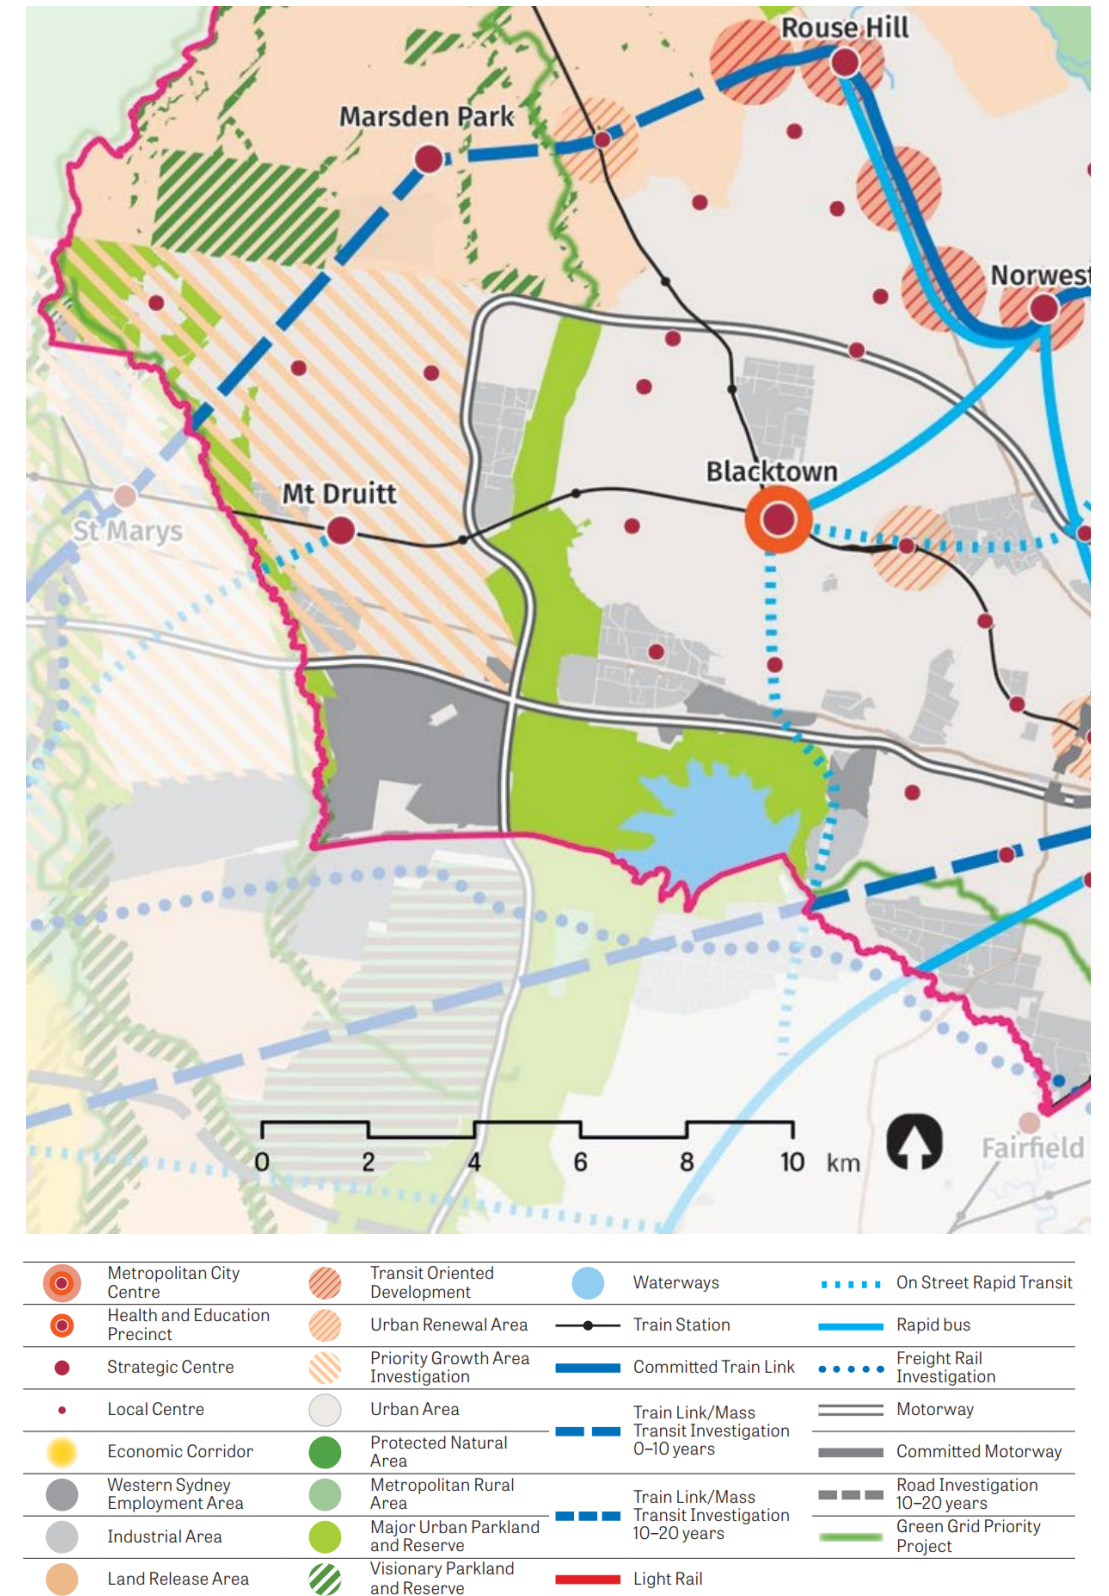 Rouse Hill
Marsden Park
Norwest
Blacktown
Mt Druitt
St Marys
Fairfield
0 2 4 6 8 10 km
Metropolitan City
Centre
Health and Education
Precinct
Strategic Centre
Local Centre
Economic Corridor
Western Sydney
Employment Area
Industrial Area
Land Release Area
Transit Oriented
Development
Urban Renewal Area
Priority Growth Area
Investigation
Urban Area
Protected Natural
Area
Metropolitan Rural
Area
Major Urban Parkland
and Reserve
Visionary Parkland
and Reserve
Waterways
Train Station
Committed Train Link
Train Link/Mass
Transit Investigation
0–10 years
Train Link/Mass
Transit Investigation
10–20 years
Light Rail
On Street Rapid Transit
Rapid bus
Freight Rail
Investigation
Motorway
Committed Motorway
Road Investigation
10–20 years
Green Grid Priority
Project